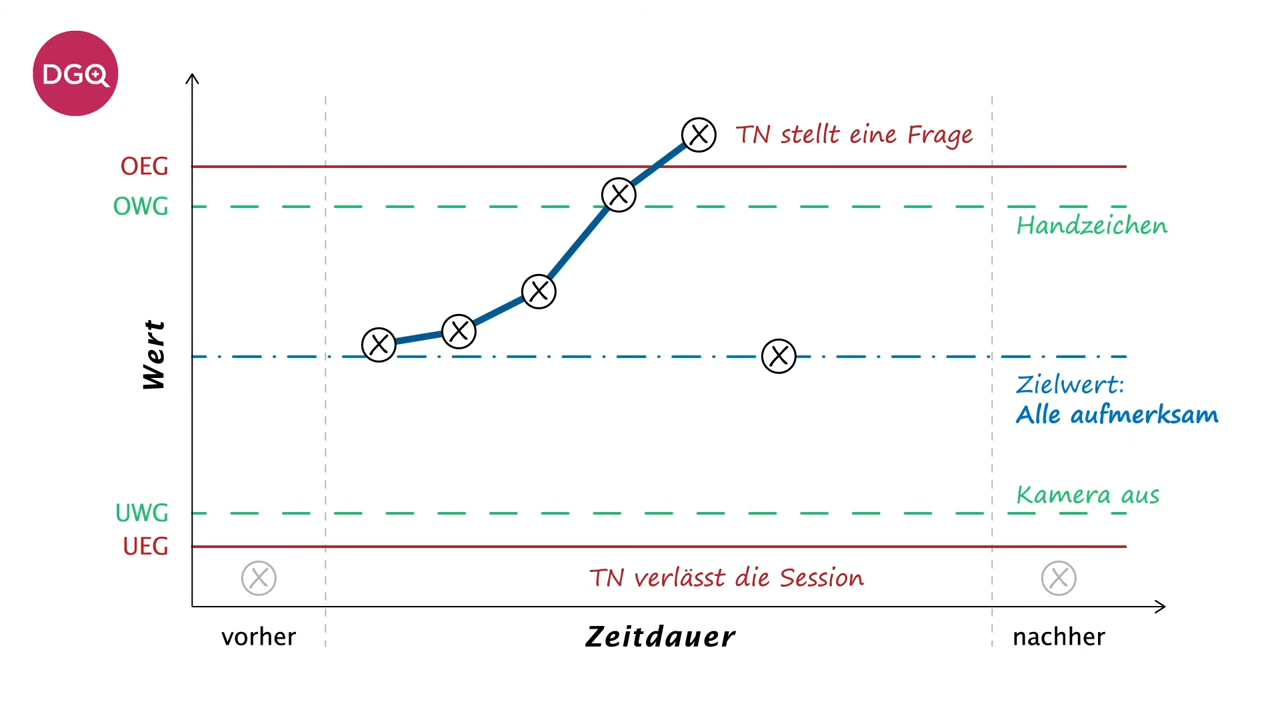 DGQ
TN stellt eine Frage
OEG
OWG
Handzeichen
Wert
Zielwert:
Alle aufmerksam
Kamera aus
UWG
UEG
TN verlässt die Session
vorher
Zeitdauer
nachher